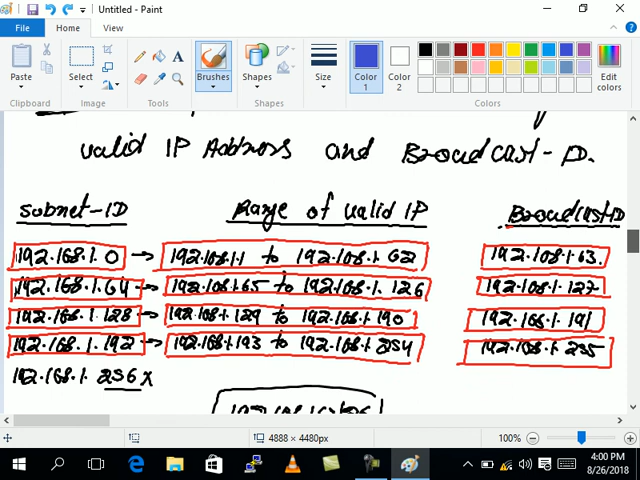 Untitled - Paint
File Home View
Paste Select Brushes Shapes Size Color 1 Color 2 Edit colors
Clipboard Image Tools Shapes Colors
valid IP Address and Broadcast-ID.
Subnet-ID Range of valid IP Broadcast-ID
192.168.1.0 → 192.168.1.1 to 192.168.1.62 192.168.1.63.
192.168.1.64 → 192.168.1.65 to 192.168.1.126 192.168.1.127
192.168.1.128 → 192.168.1.129 to 192.168.1.190 192.168.1.191
192.168.1.192 → 192.168.1.193 to 192.168.1.254 192.168.1.255
192.168.1.256 x
4888 × 4480px 100%
4:00 PM
8/26/2018